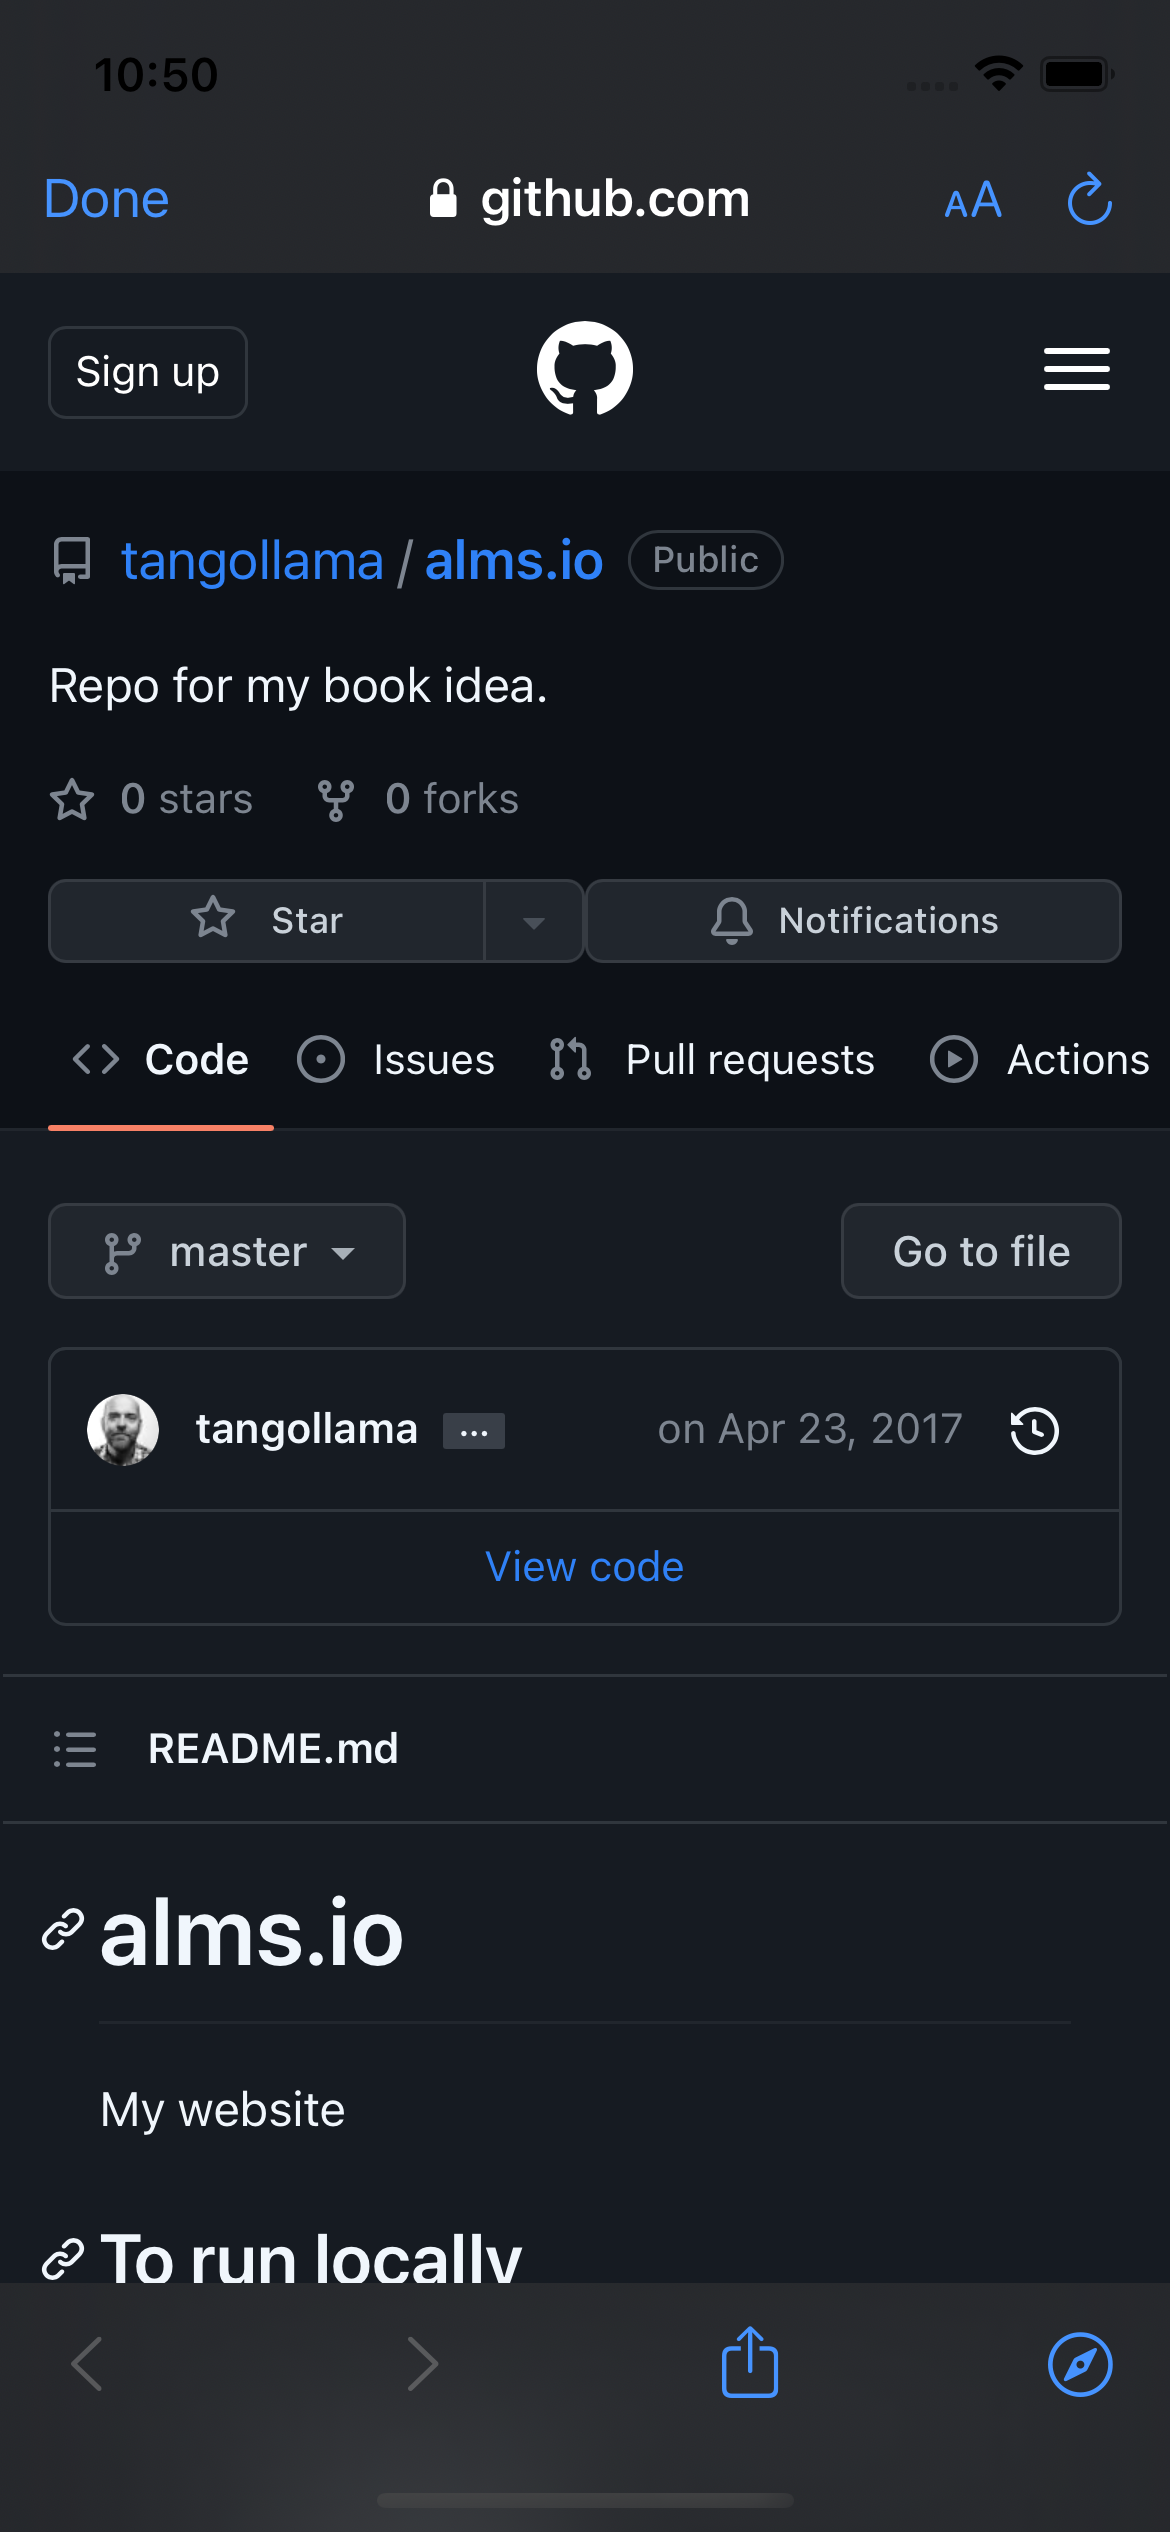 10:50
Done github.com AA
Sign up
tangollama / alms.io Public
Repo for my book idea.
0 stars 0 forks
Star Notifications
Code Issues Pull requests Actions
master Go to file
tangollama ... on Apr 23, 2017
View code
README.md
alms.io
My website
To run locally